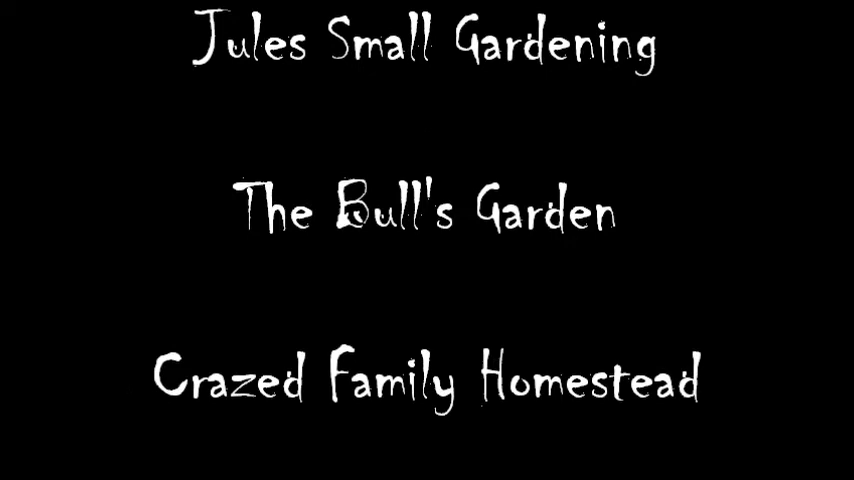 Jules Small Gardening
The Bull's Garden
Crazed Family Homestead